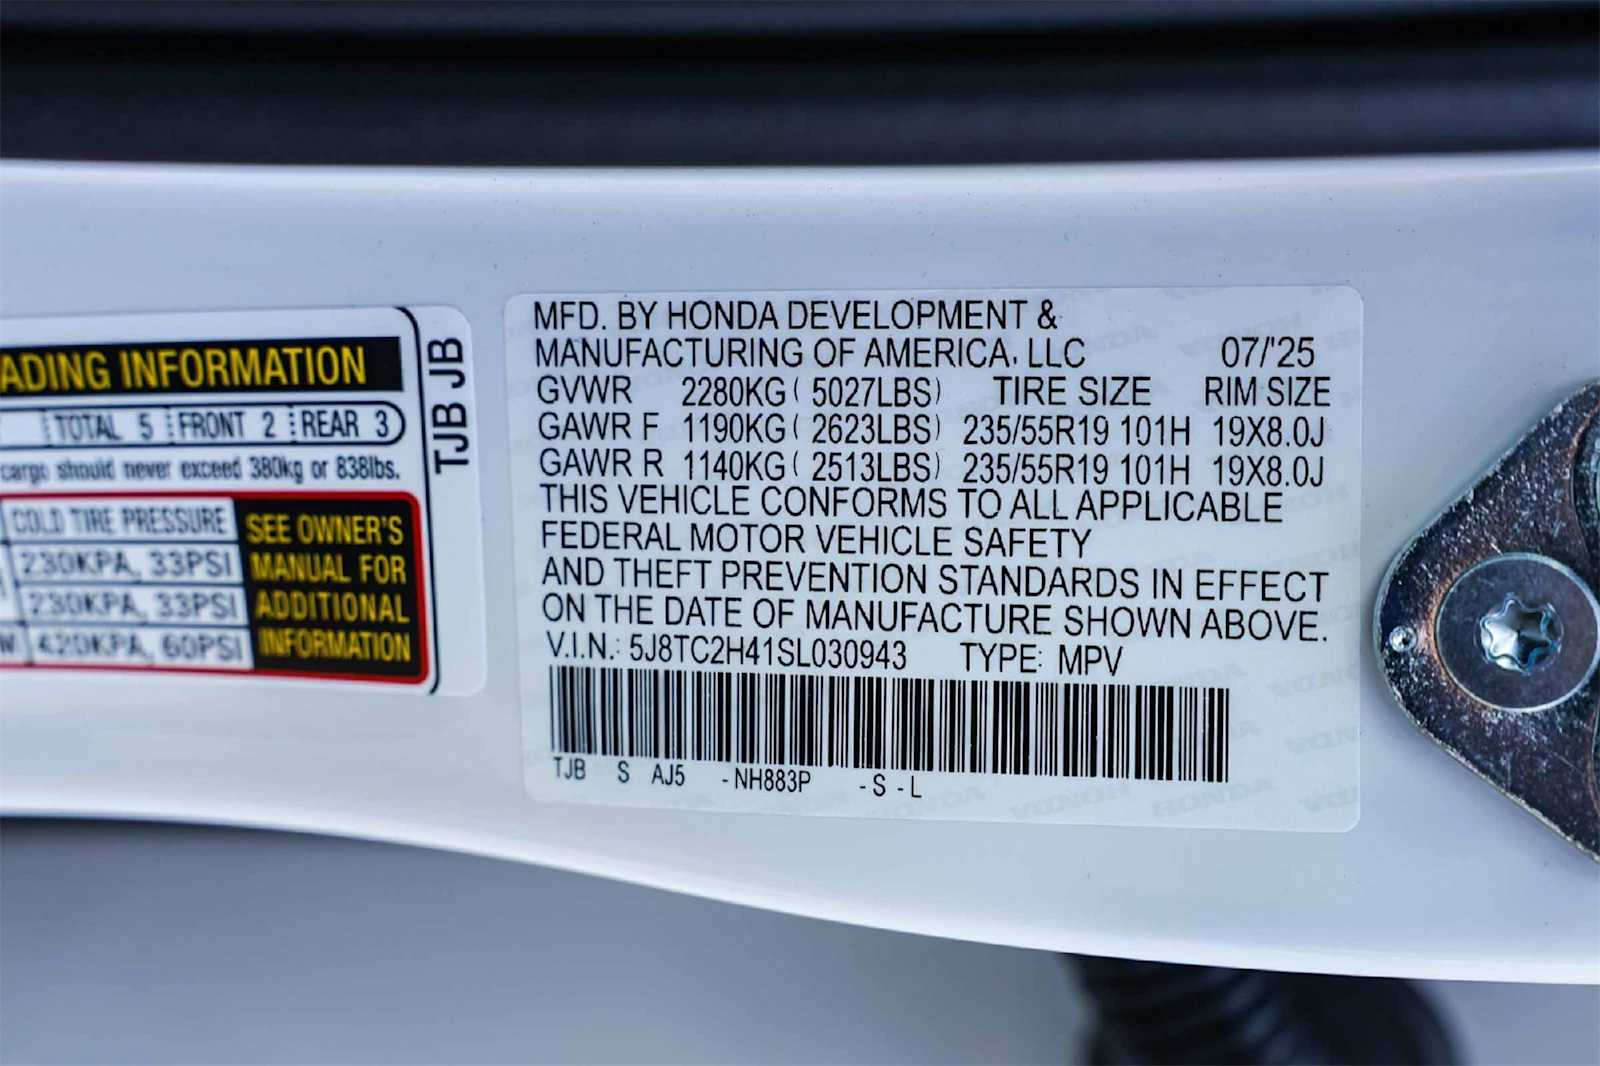 ADING INFORMATION
TOTAL 5 FRONT 2 REAR 3
cargo should never exceed 380kg or 838lbs.
COLD TIRE PRESSURE
230KPA, 33PSI
230KPA, 33PSI
420KPA, 60PSI
SEE OWNER'S
MANUAL FOR
ADDITIONAL
INFORMATION
TJB JB
MFD. BY HONDA DEVELOPMENT &
MANUFACTURING OF AMERICA, LLC 07/'25
GVWR 2280KG ( 5027LBS) TIRE SIZE RIM SIZE
GAWR F 1190KG ( 2623LBS) 235/55R19 101H 19X8.0J
GAWR R 1140KG ( 2513LBS) 235/55R19 101H 19X8.0J
THIS VEHICLE CONFORMS TO ALL APPLICABLE
FEDERAL MOTOR VEHICLE SAFETY
AND THEFT PREVENTION STANDARDS IN EFFECT
ON THE DATE OF MANUFACTURE SHOWN ABOVE.
V.I.N.: 5J8TC2H41SL030943 TYPE: MPV
TJB S AJ5 -NH883P -S -L